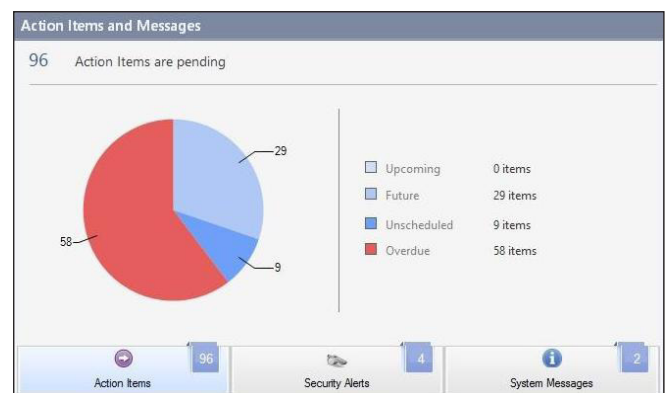 Action Items and Messages
96 Action Items are pending
29
58
9
Upcoming 0 items
Future 29 items
Unscheduled 9 items
Overdue 58 items
96
Action Items
4
Security Alerts
2
System Messages